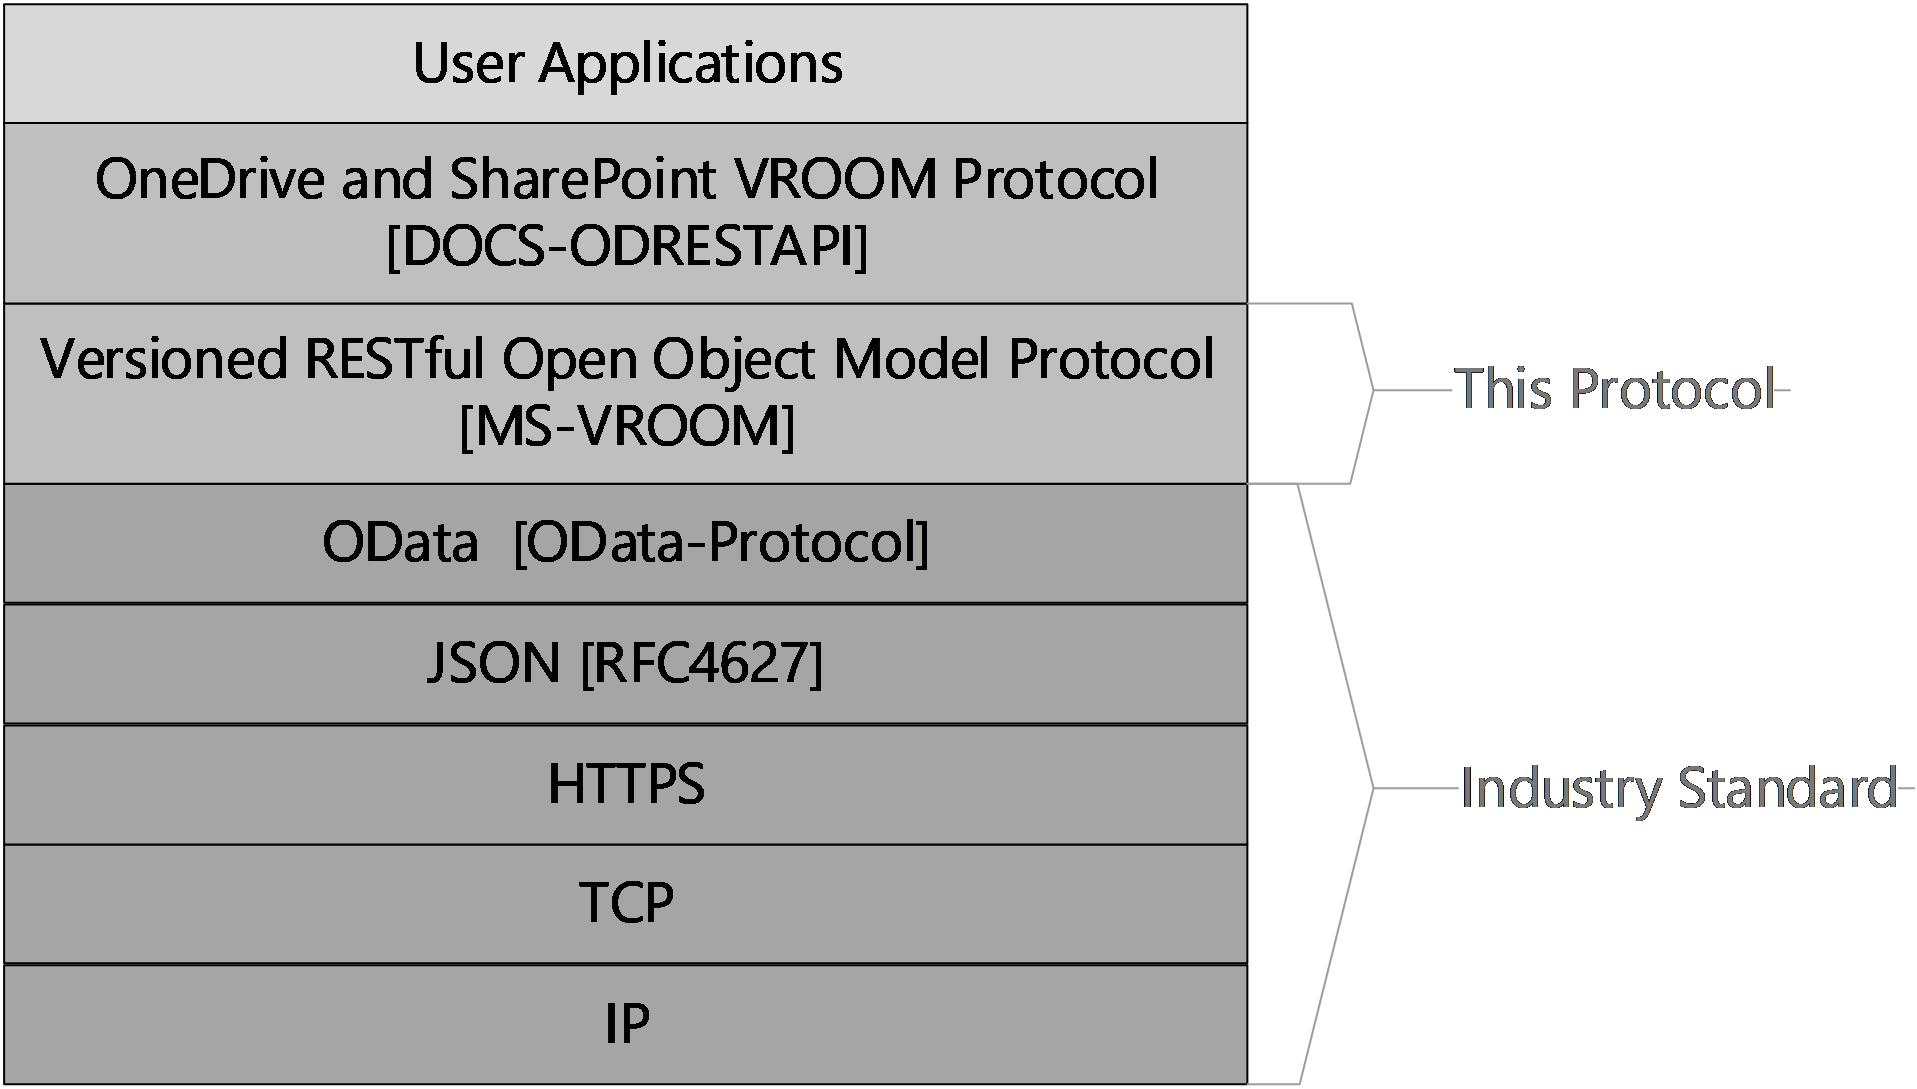 User Applications
OneDrive and SharePoint VROOM Protocol
[DOCS-ODRESTAPI]
Versioned RESTful Open Object Model Protocol
[MS-VROOM]
This Protocol
OData  [OData-Protocol]
JSON [RFC4627]
HTTPS
Industry Standard
TCP
IP